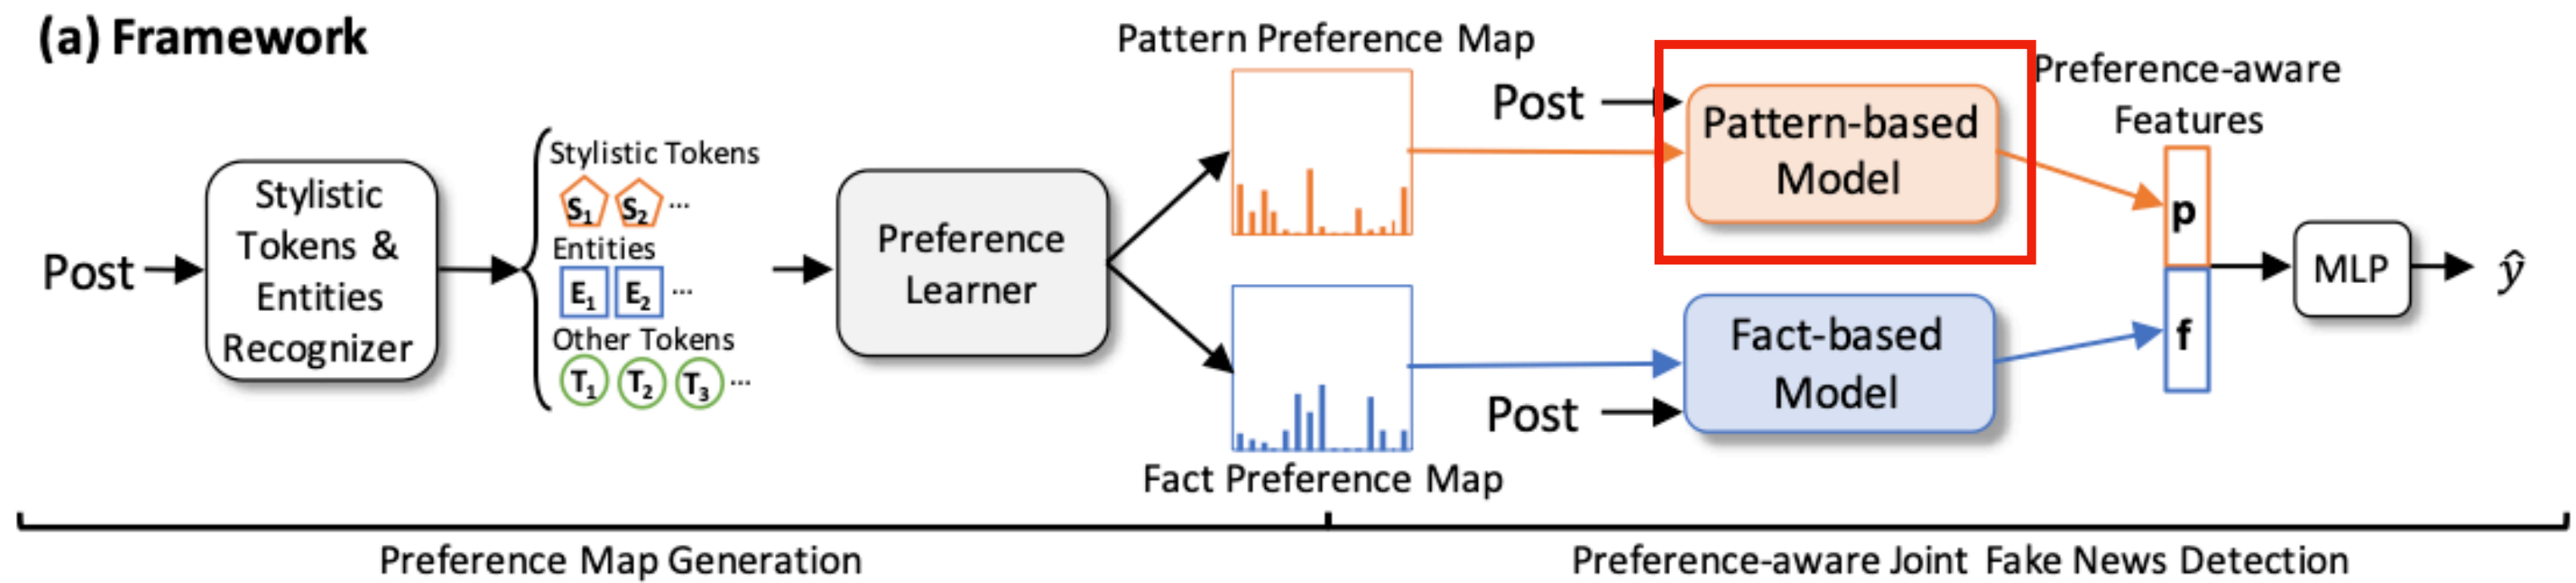 (a) Framework
Post
Stylistic
Tokens &
Entities
Recognizer
Stylistic Tokens
S1 S2 ...
Entities
E1 E2 ...
Other Tokens
T1 T2 T3 ...
Preference
Learner
Pattern Preference Map
Fact Preference Map
Post
Pattern-based
Model
Fact-based
Model
Post
Preference-aware
Features
p
f
MLP
ŷ
Preference Map Generation
Preference-aware Joint Fake News Detection